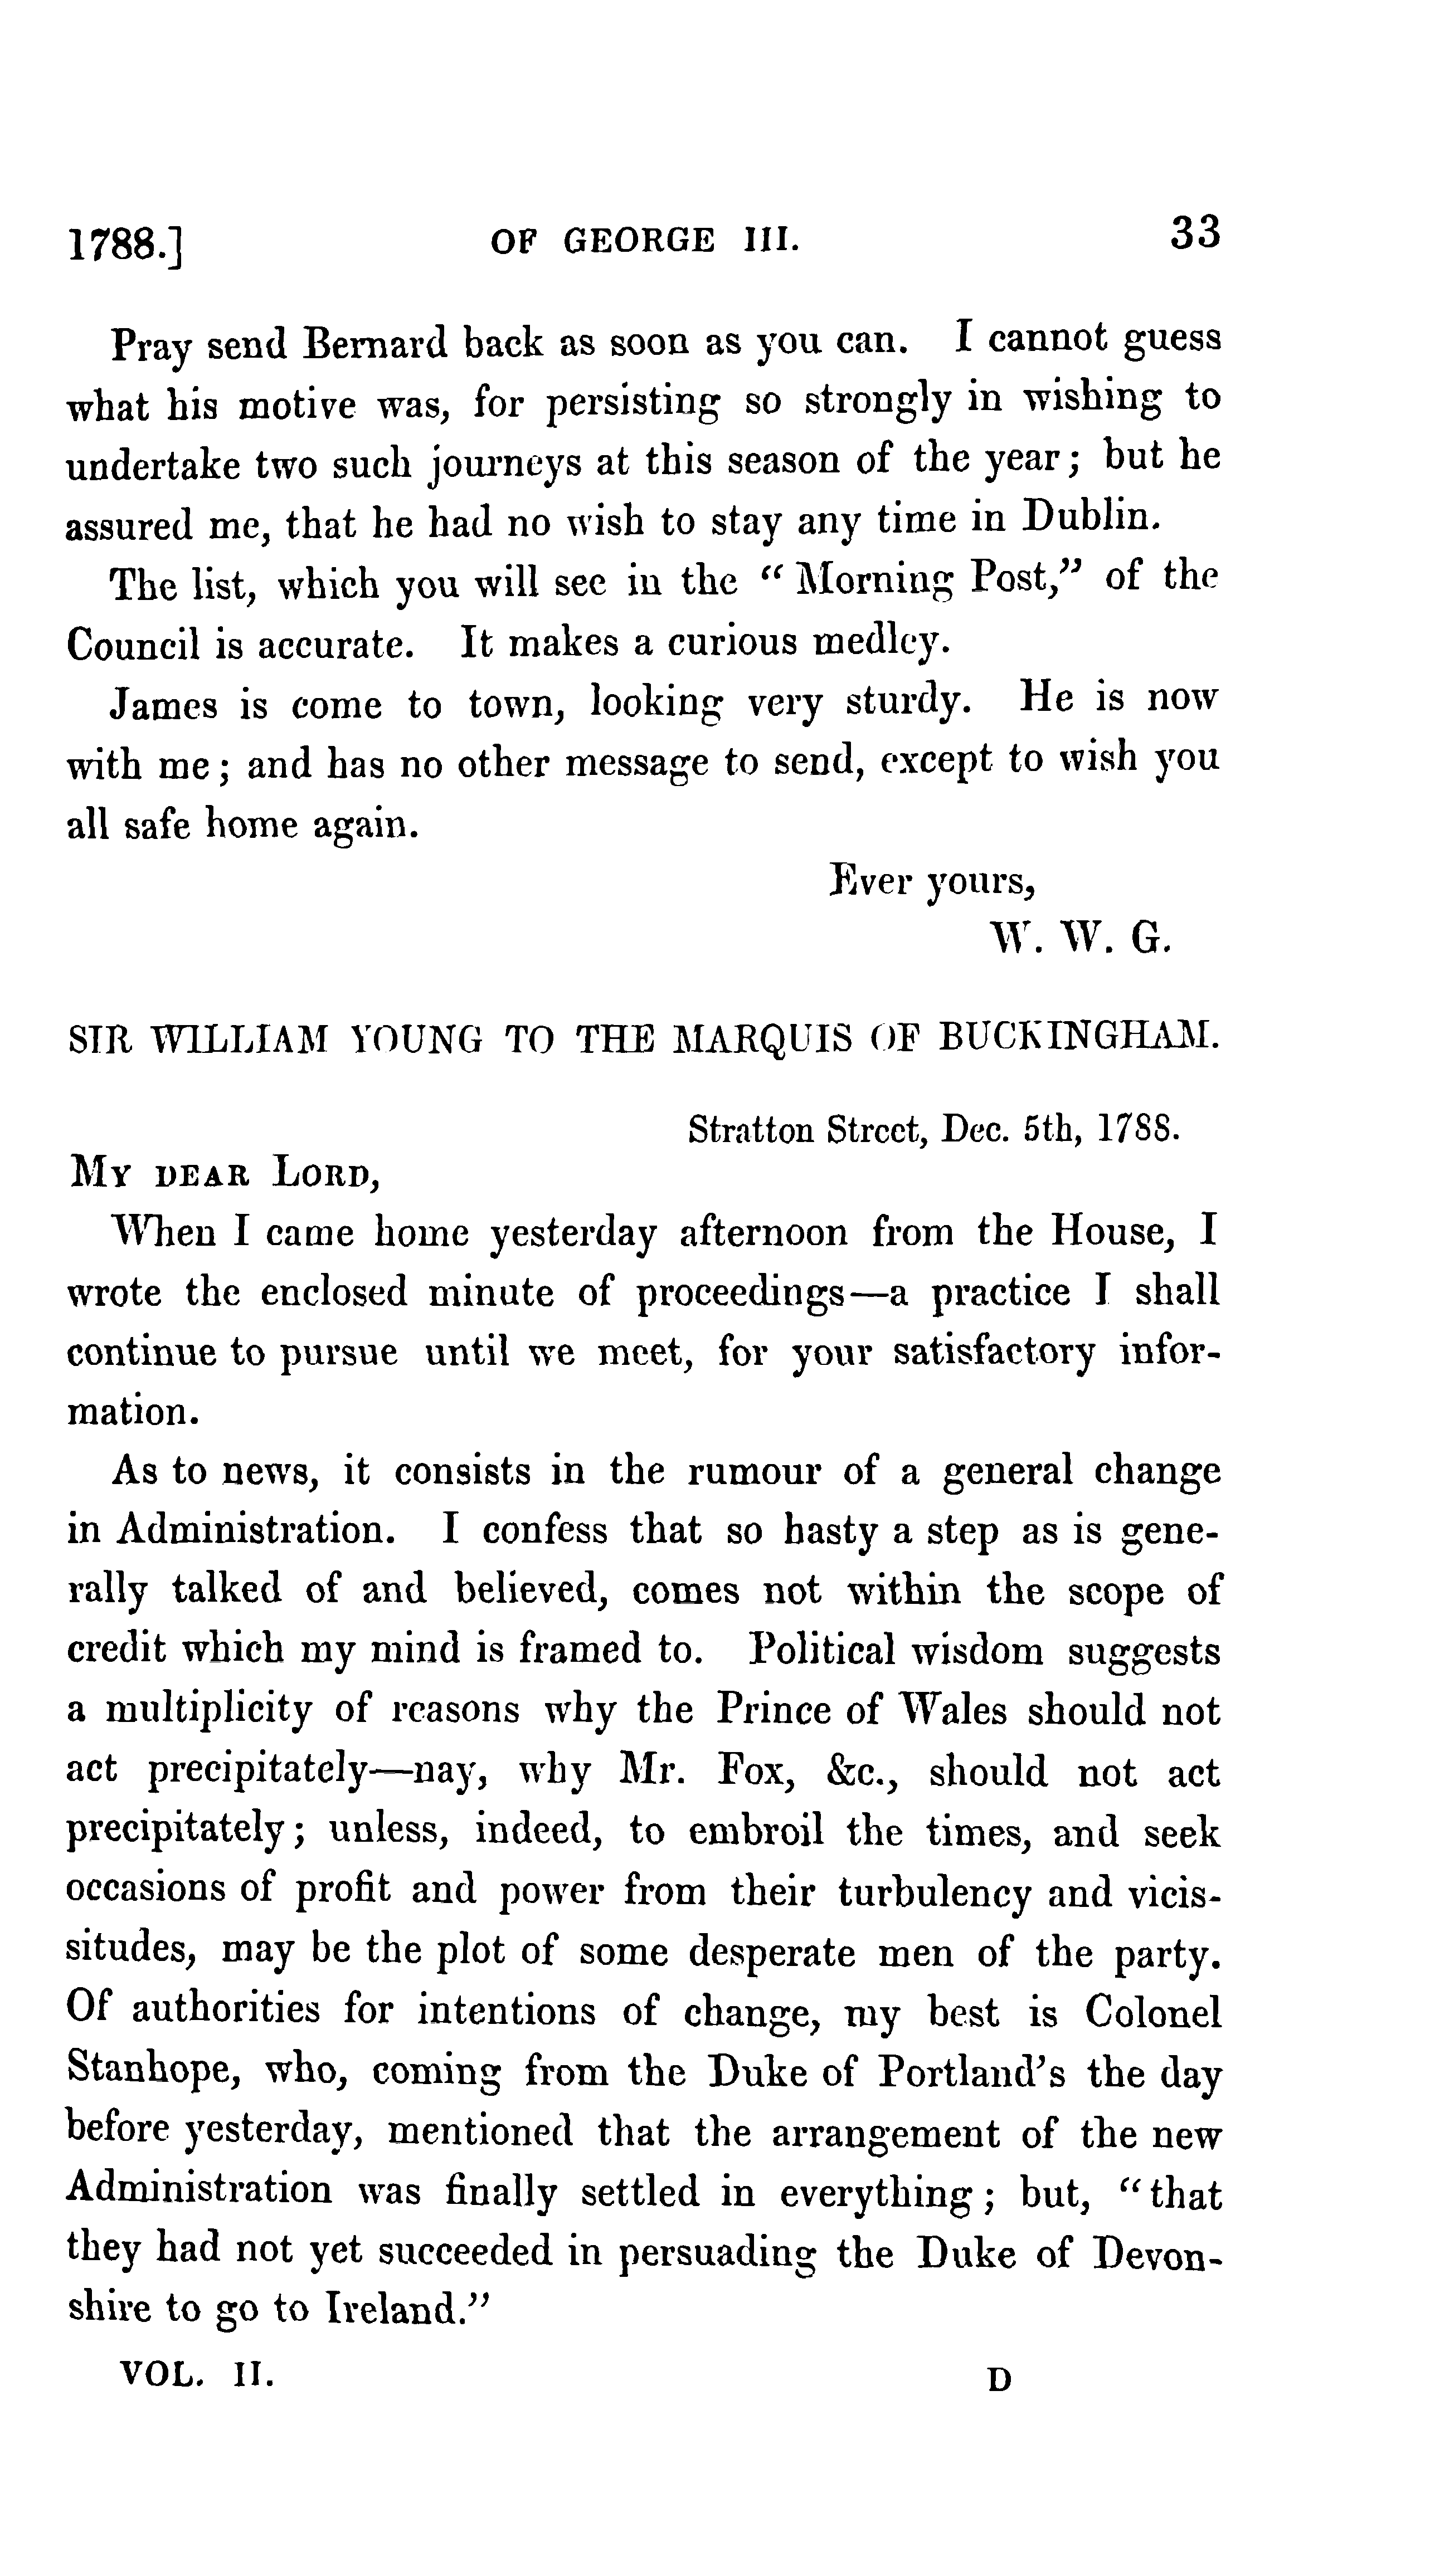 1788.] OF GEORGE III. 33
Pray send Bernard back as soon as you can. I cannot guess
what his motive was, for persisting so strongly in wishing to
undertake two such journeys at this season of the year; but he
assured me, that he had no wish to stay any time in Dublin.
The list, which you will see in the “Morning Post,” of the
Council is accurate. It makes a curious medley.
James is come to town, looking very sturdy. He is now
with me; and has no other message to send, except to wish you
all safe home again.
Ever yours,
W. W. G.
SIR WILLIAM YOUNG TO THE MARQUIS OF BUCKINGHAM.
Stratton Street, Dec. 5th, 1788.
MY DEAR LORD,
When I came home yesterday afternoon from the House, I
wrote the enclosed minute of proceedings—a practice I shall
continue to pursue until we meet, for your satisfactory infor-
mation.
As to news, it consists in the rumour of a general change
in Administration. I confess that so hasty a step as is gene-
rally talked of and believed, comes not within the scope of
credit which my mind is framed to. Political wisdom suggests
a multiplicity of reasons why the Prince of Wales should not
act precipitately—nay, why Mr. Fox, &c., should not act
precipitately; unless, indeed, to embroil the times, and seek
occasions of profit and power from their turbulency and vicis-
situdes, may be the plot of some desperate men of the party.
Of authorities for intentions of change, my best is Colonel
Stanhope, who, coming from the Duke of Portland's the day
before yesterday, mentioned that the arrangement of the new
Administration was finally settled in everything; but, “that
they had not yet succeeded in persuading the Duke of Devon-
shire to go to Ireland.”
VOL. II. D